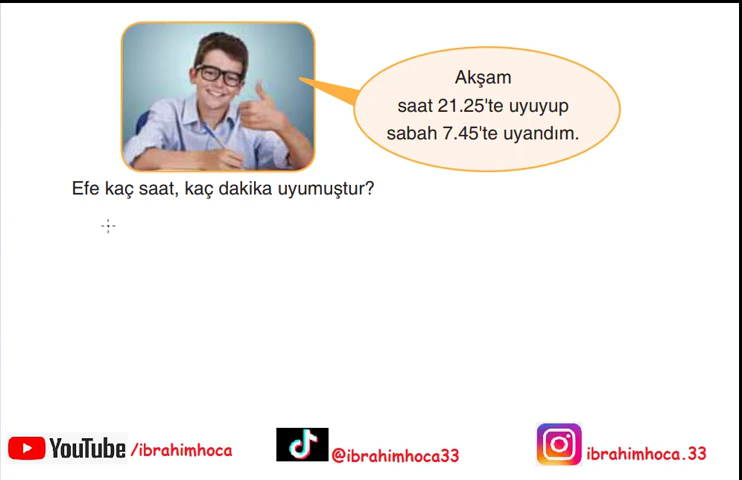 Akşam
saat 21.25'te uyuyup
sabah 7.45'te uyandım.
Efe kaç saat, kaç dakika uyumuştur?
YouTube /ibrahimhoca
@ibrahimhoca33
ibrahimhoca.33